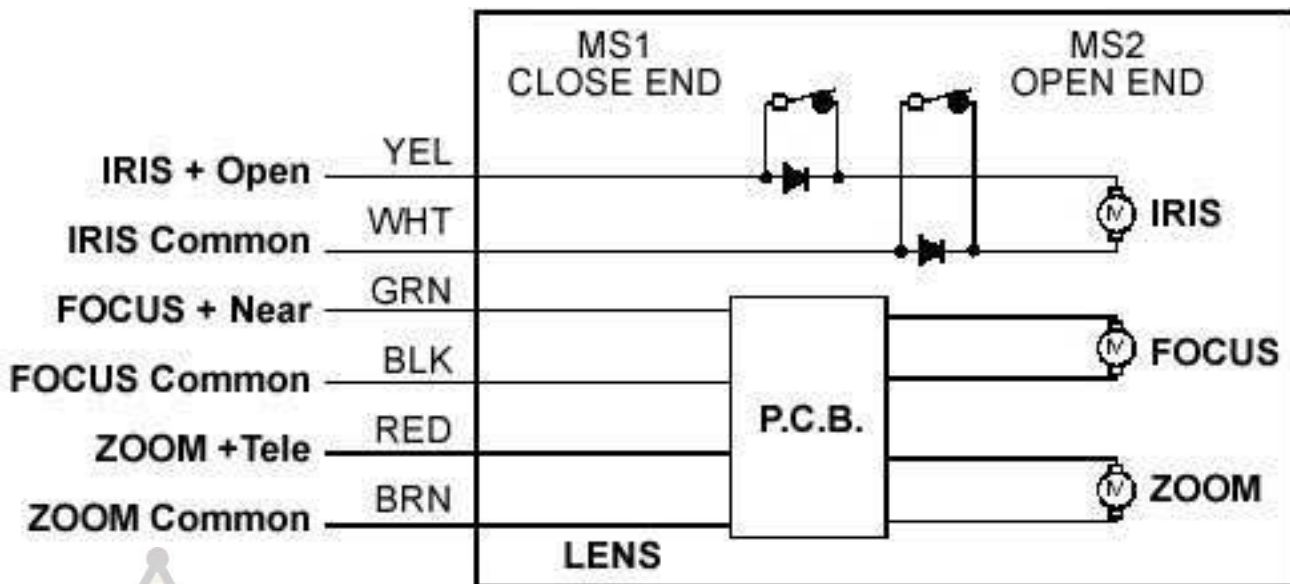 MS1
CLOSE END
MS2
OPEN END
IRIS + Open YEL
IRIS Common WHT
M IRIS
FOCUS + Near GRN
FOCUS Common BLK
M FOCUS
P.C.B.
ZOOM +Tele RED
ZOOM Common BRN
M ZOOM
LENS